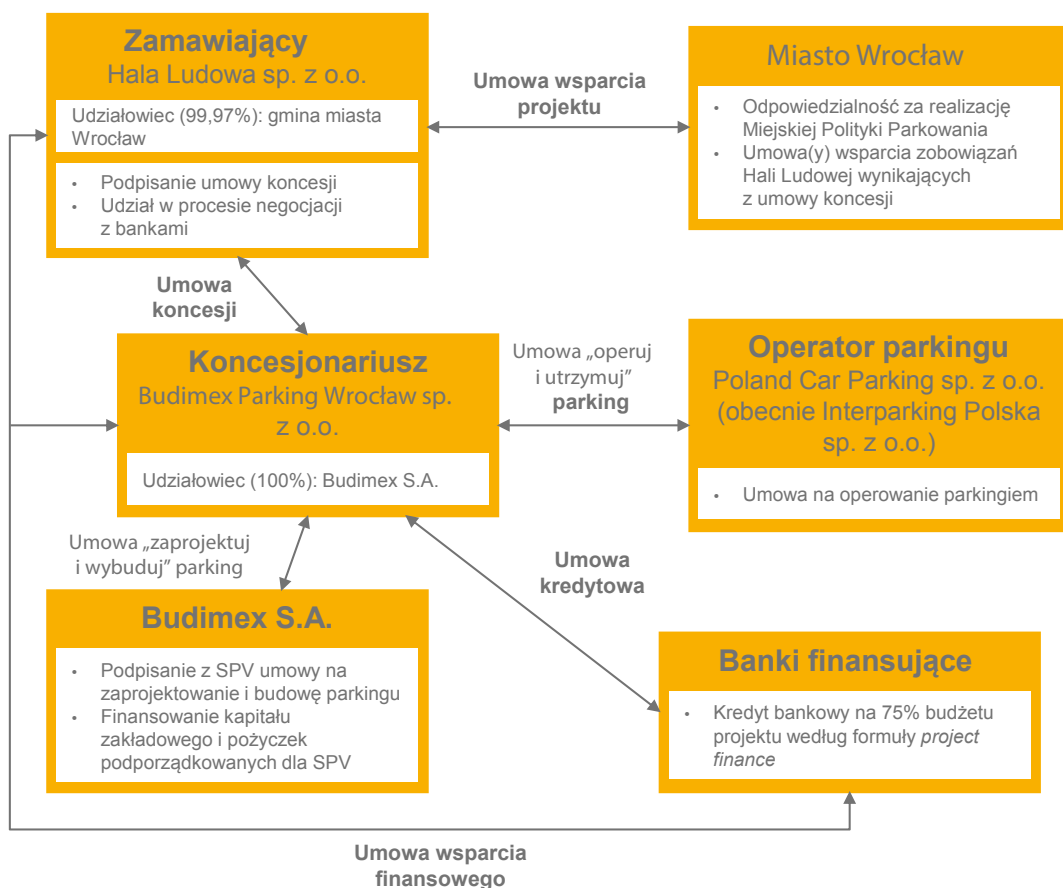 Zamawiający
Hala Ludowa sp. z o.o.
Udziałowiec (99,97%): gmina miasta
Wrocław
• Podpisanie umowy koncesji
• Udział w procesie negocjacji
z bankami
Umowa wsparcia
projektu
Miasto Wrocław
• Odpowiedzialność za realizację
Miejskiej Polityki Parkowania
• Umowa(y) wsparcia zobowiązań
Hali Ludowej wynikających
z umowy koncesji
Umowa
koncesji
Koncesjonariusz
Budimex Parking Wrocław sp.
z o.o.
Udziałowiec (100%): Budimex S.A.
Umowa „operuj
i utrzymuj”
parking
Operator parkingu
Poland Car Parking sp. z o.o.
(obecnie Interparking Polska
sp. z o.o.)
• Umowa na operowanie parkingiem
Umowa „zaprojektuj
i wybuduj” parking
Umowa
kredytowa
Budimex S.A.
• Podpisanie z SPV umowy na
zaprojektowanie i budowę parkingu
• Finansowanie kapitału
zakładowego i pożyczek
podporządkowanych dla SPV
Banki finansujące
• Kredyt bankowy na 75% budżetu
projektu według formuły project
finance
Umowa wsparcia
finansowego